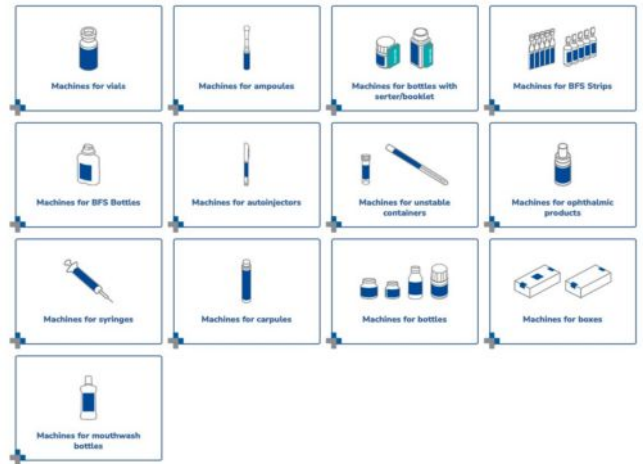 Machines for vials
Machines for ampoules
Machines for bottles with
serter/booklet
Machines for BFS Strips
Machines for BFS Bottles
Machines for autoinjectors
Machines for unstable
containers
Machines for ophthalmic
products
Machines for syringes
Machines for carpules
Machines for bottles
Machines for boxes
Machines for mouthwash
bottles